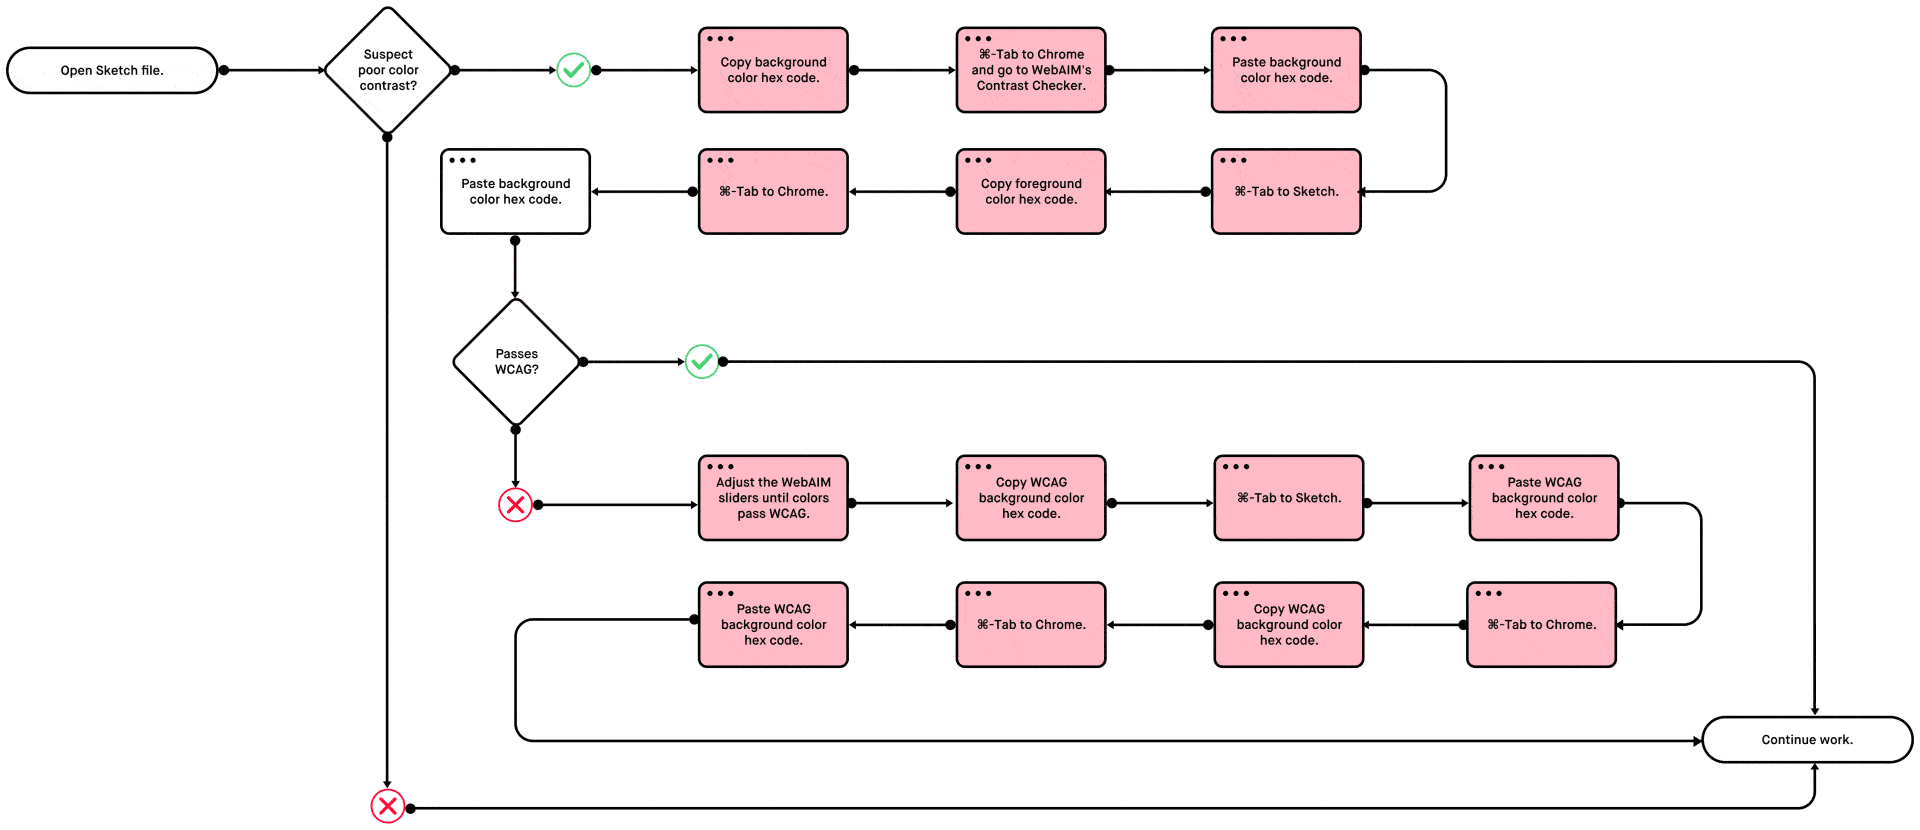 Open Sketch file.
Suspect
poor color
contrast?
Copy background
color hex code.
⌘-Tab to Chrome
and go to WebAIM's
Contrast Checker.
Paste background
color hex code.
⌘-Tab to Sketch.
Copy foreground
color hex code.
⌘-Tab to Chrome.
Paste background
color hex code.
Passes
WCAG?
Adjust the WebAIM
sliders until colors
pass WCAG.
Copy WCAG
background color
hex code.
⌘-Tab to Sketch.
Paste WCAG
background color
hex code.
⌘-Tab to Chrome.
Copy WCAG
background color
hex code.
⌘-Tab to Chrome.
Paste WCAG
background color
hex code.
Continue work.